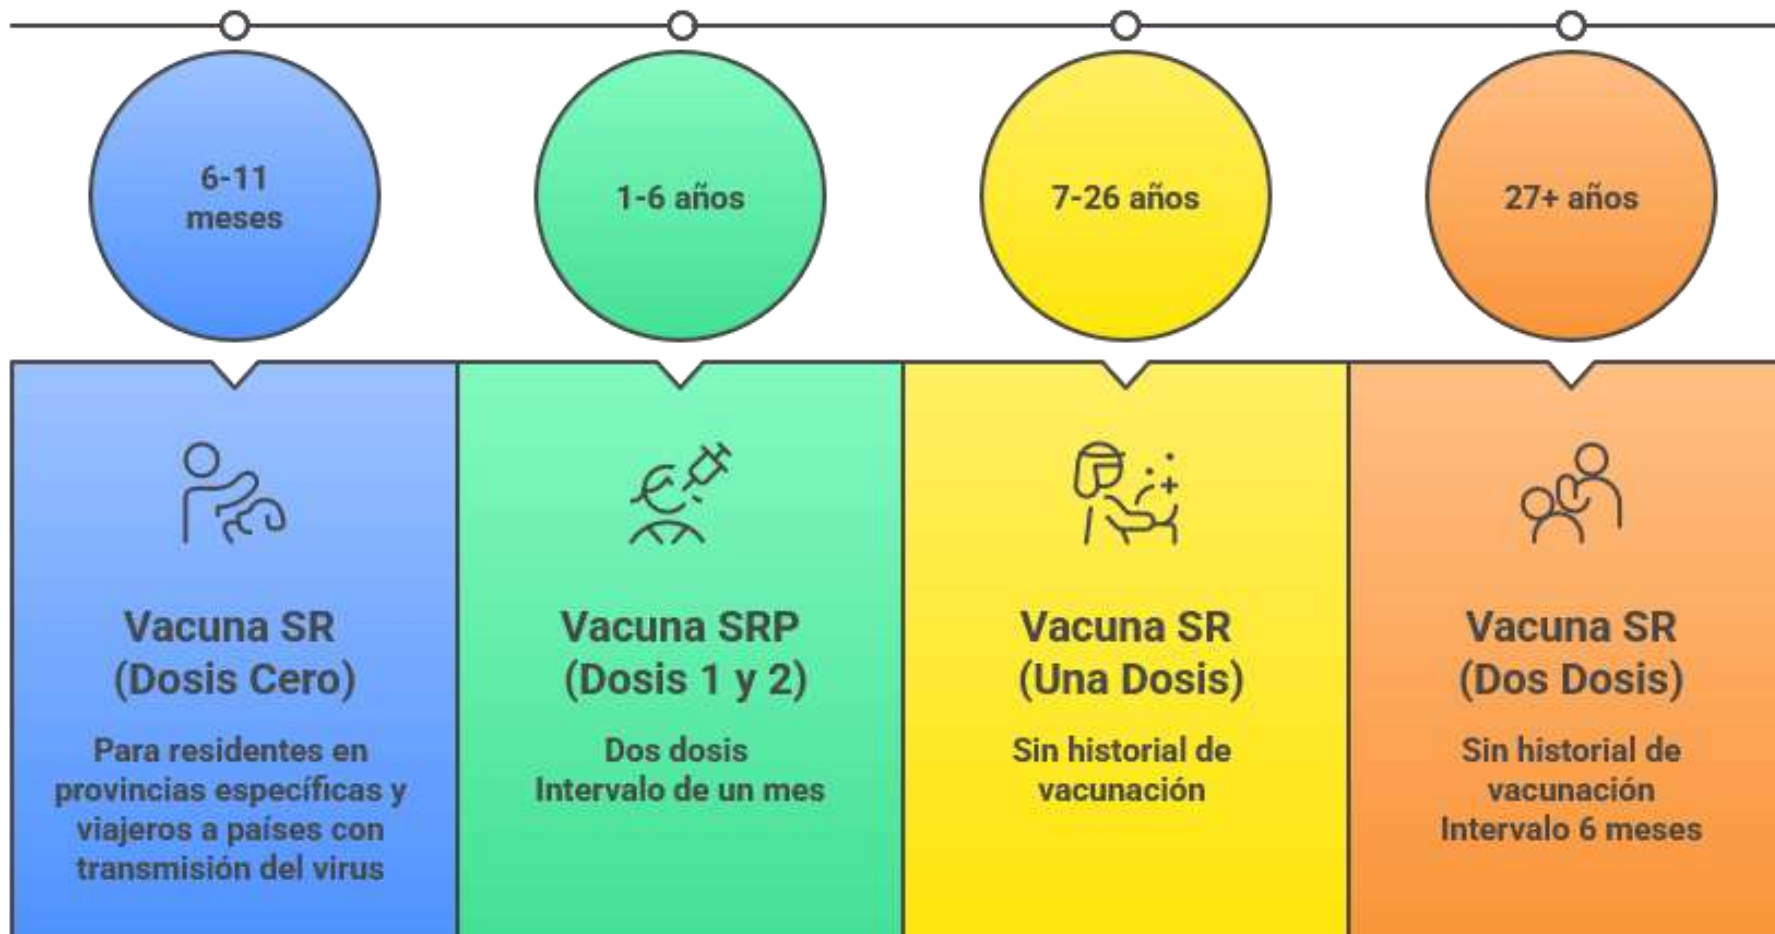 6-11
meses
1-6 años
7-26 años
27+ años
Vacuna SR
(Dosis Cero)
Para residentes en
provincias específicas y
viajeros a países con
transmisión del virus
Vacuna SRP
(Dosis 1 y 2)
Dos dosis
Intervalo de un mes
Vacuna SR
(Una Dosis)
Sin historial de
vacunación
Vacuna SR
(Dos Dosis)
Sin historial de
vacunación
Intervalo 6 meses